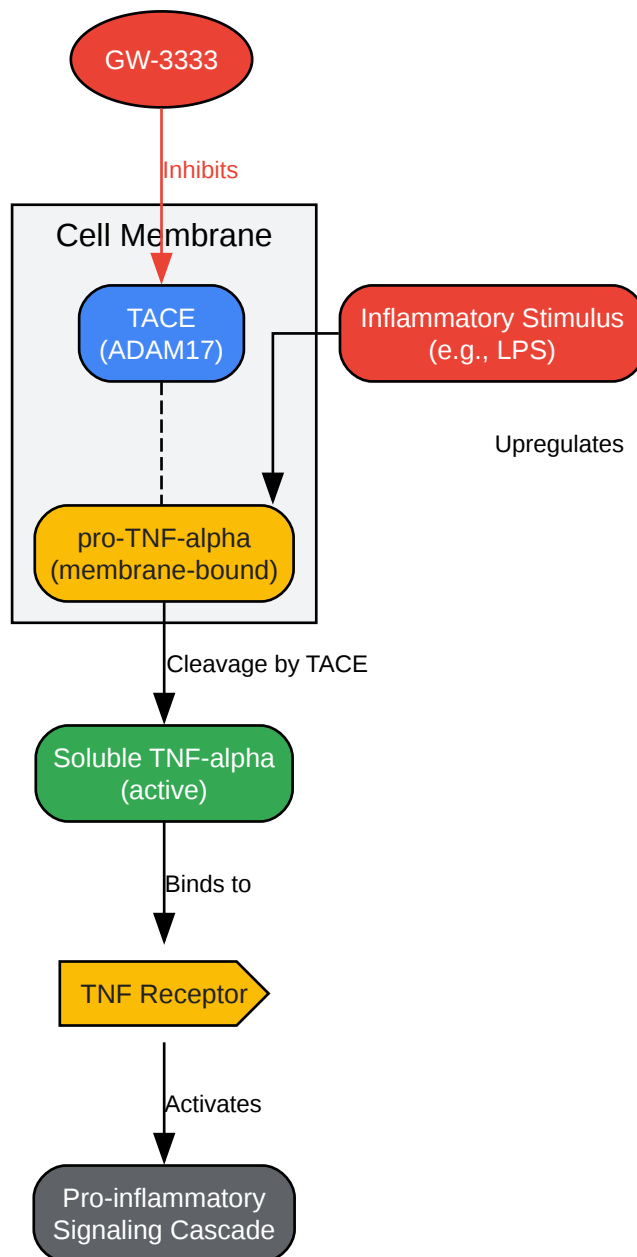 GW-3333
Inhibits
Cell Membrane
TACE
(ADAM17)
Inflammatory Stimulus
(e.g., LPS)
Upregulates
pro-TNF-alpha
(membrane-bound)
Cleavage by TACE
Soluble TNF-alpha
(active)
Binds to
TNF Receptor
Activates
Pro-inflammatory
Signaling Cascade